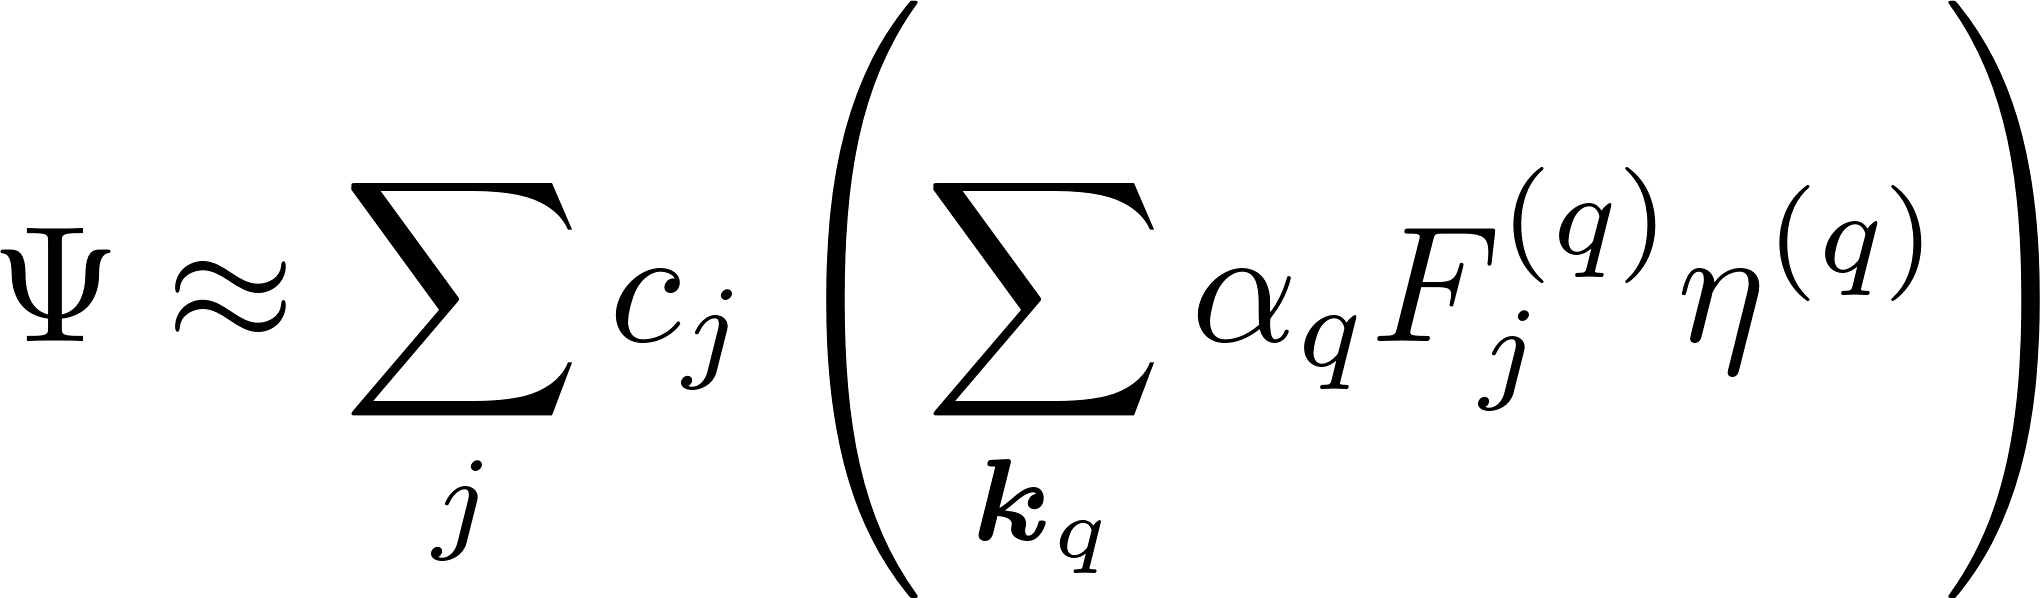 Ψ ≈ ∑_j c_j ( ∑_{𝒌_q} α_q F_j^{(q)} η^{(q)} )